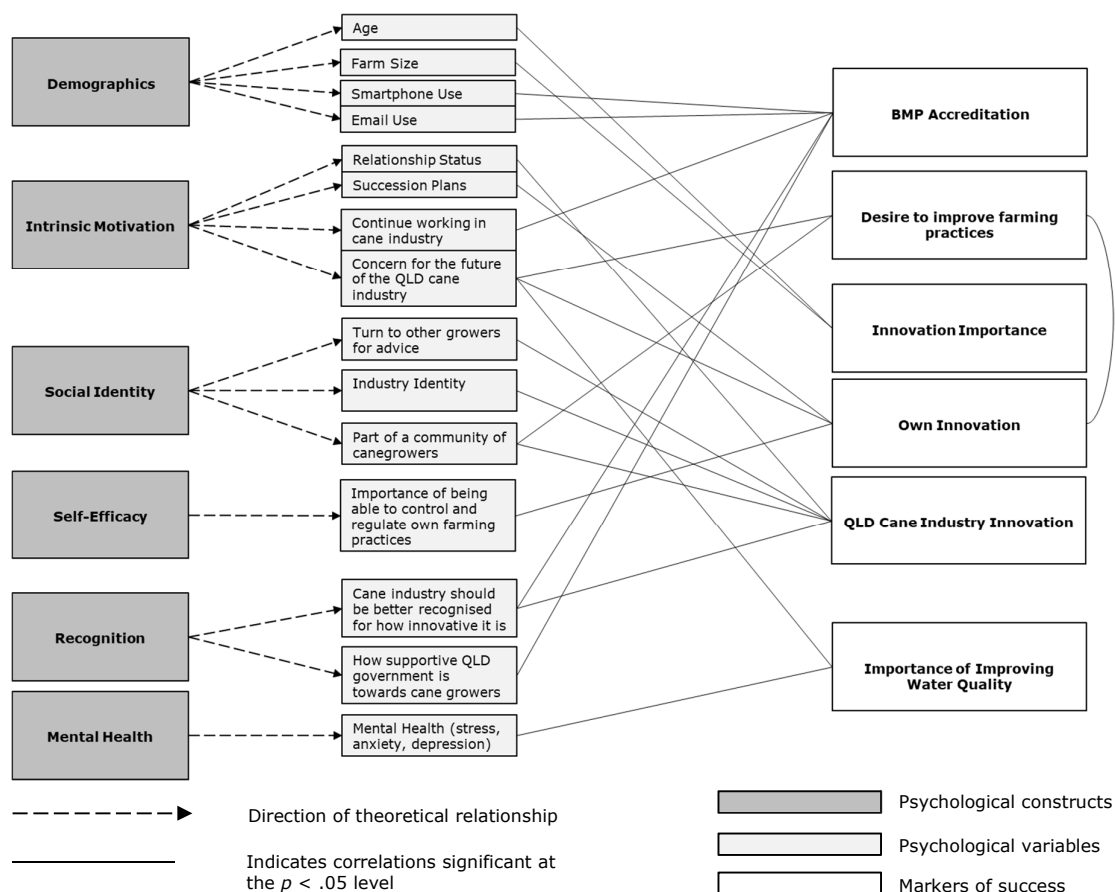 Demographics
Intrinsic Motivation
Social Identity
Self-Efficacy
Recognition
Mental Health
Age
Farm Size
Smartphone Use
Email Use
Relationship Status
Succession Plans
Continue working in
cane industry
Concern for the future
of the QLD cane
industry
Turn to other growers
for advice
Industry Identity
Part of a community of
canegrowers
Importance of being
able to control and
regulate own farming
practices
Cane industry should
be better recognised
for how innovative it is
How supportive QLD
government is
towards cane growers
Mental Health (stress,
anxiety, depression)
BMP Accreditation
Desire to improve farming
practices
Innovation Importance
Own Innovation
QLD Cane Industry Innovation
Importance of Improving
Water Quality
Direction of theoretical relationship
Indicates correlations significant at
the p < .05 level
Psychological constructs
Psychological variables
Markers of success